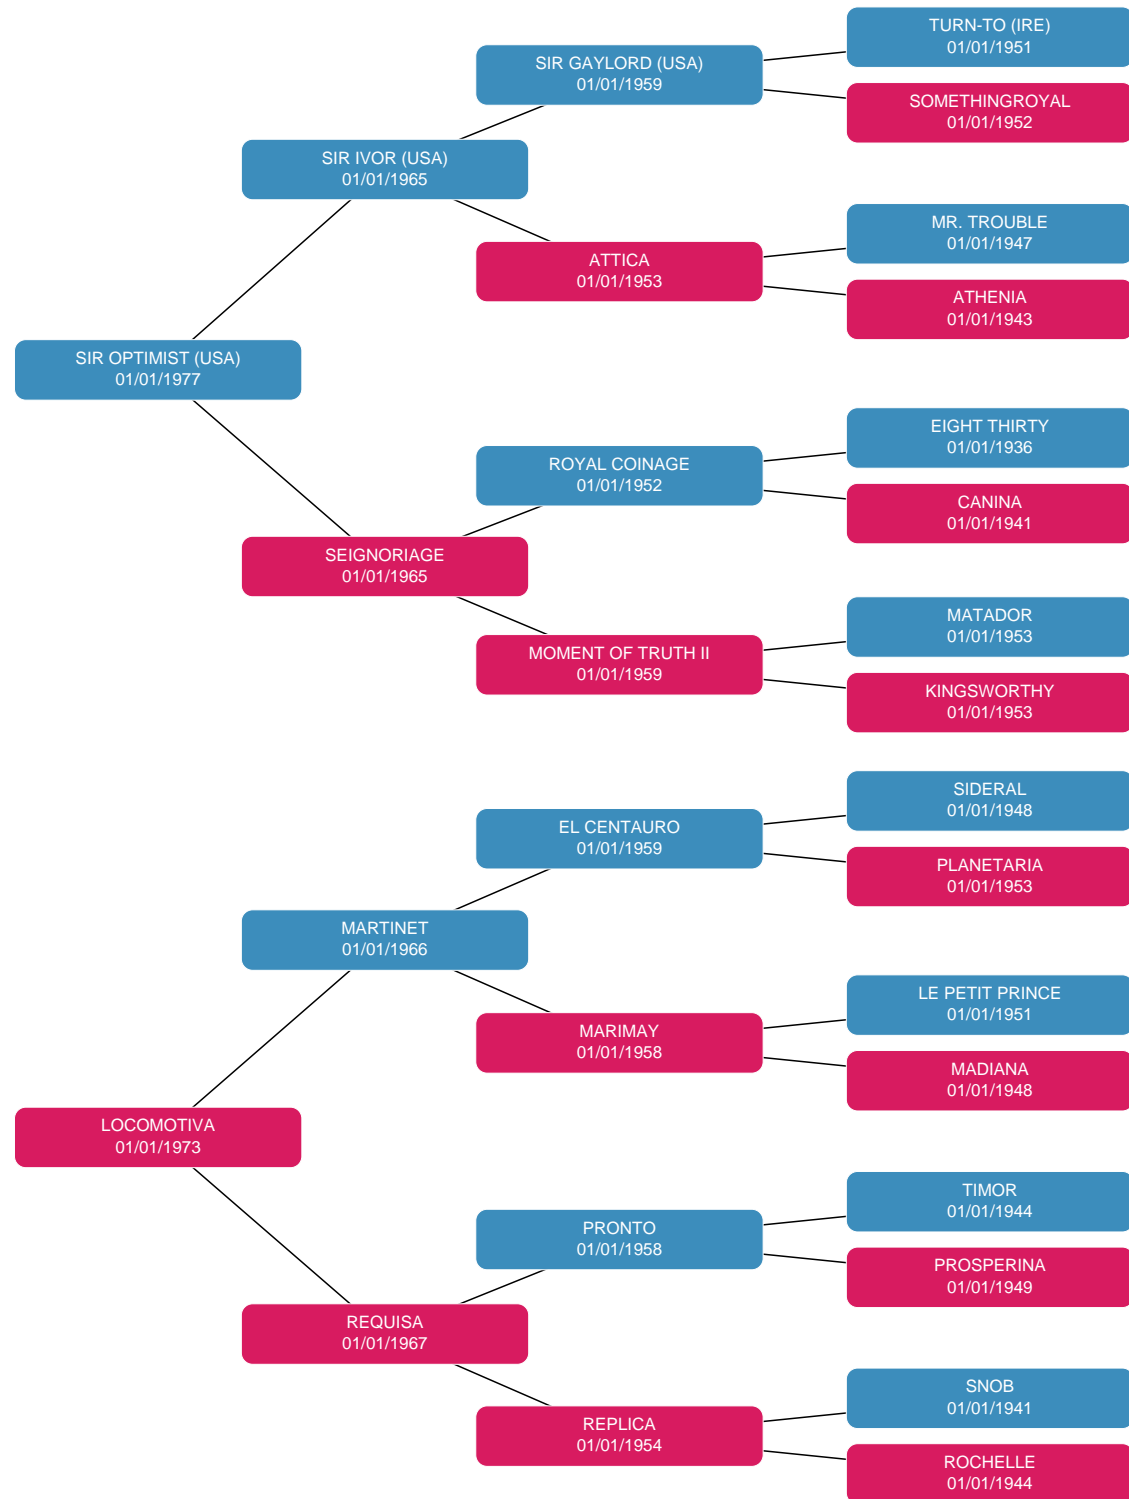 TURN-TO (IRE)
01/01/1951
SIR GAYLORD (USA)
01/01/1959
SOMETHINGROYAL
01/01/1952
SIR IVOR (USA)
01/01/1965
MR. TROUBLE
01/01/1947
ATTICA
01/01/1953
ATHENIA
01/01/1943
SIR OPTIMIST (USA)
01/01/1977
EIGHT THIRTY
01/01/1936
ROYAL COINAGE
01/01/1952
CANINA
01/01/1941
SEIGNORIAGE
01/01/1965
MATADOR
01/01/1953
MOMENT OF TRUTH II
01/01/1959
KINGSWORTHY
01/01/1953
SIDERAL
01/01/1948
EL CENTAURO
01/01/1959
PLANETARIA
01/01/1953
MARTINET
01/01/1966
LE PETIT PRINCE
01/01/1951
MARIMAY
01/01/1958
MADIANA
01/01/1948
LOCOMOTIVA
01/01/1973
TIMOR
01/01/1944
PRONTO
01/01/1958
PROSPERINA
01/01/1949
REQUISA
01/01/1967
SNOB
01/01/1941
REPLICA
01/01/1954
ROCHELLE
01/01/1944